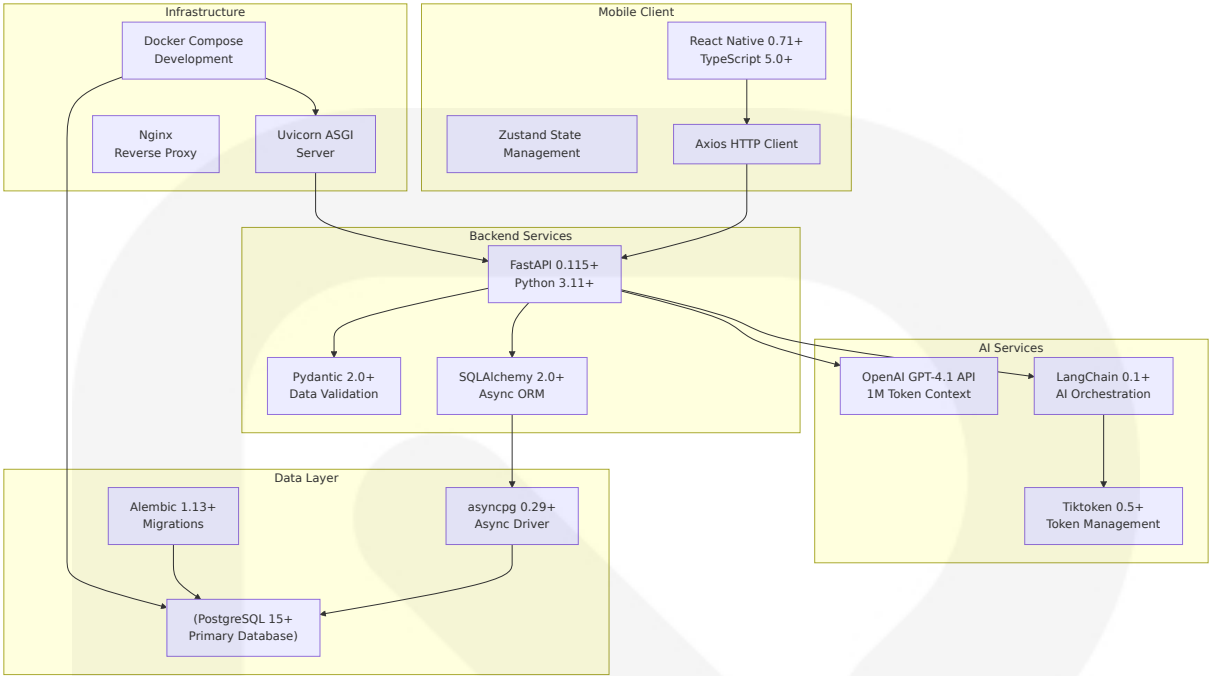 Infrastructure
Docker Compose
Development
Nginx
Reverse Proxy
Uvicorn ASGI
Server
Mobile Client
React Native 0.71+
TypeScript 5.0+
Zustand State
Management
Axios HTTP Client
Backend Services
FastAPI 0.115+
Python 3.11+
Pydantic 2.0+
Data Validation
SQLAlchemy 2.0+
Async ORM
AI Services
OpenAI GPT-4.1 API
1M Token Context
LangChain 0.1+
AI Orchestration
Tiktoken 0.5+
Token Management
Data Layer
Alembic 1.13+
Migrations
asyncpg 0.29+
Async Driver
(PostgreSQL 15+
Primary Database)